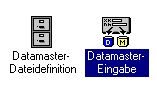 Datamaster-
Dateidefinition
D M
Datamaster-
Eingabe